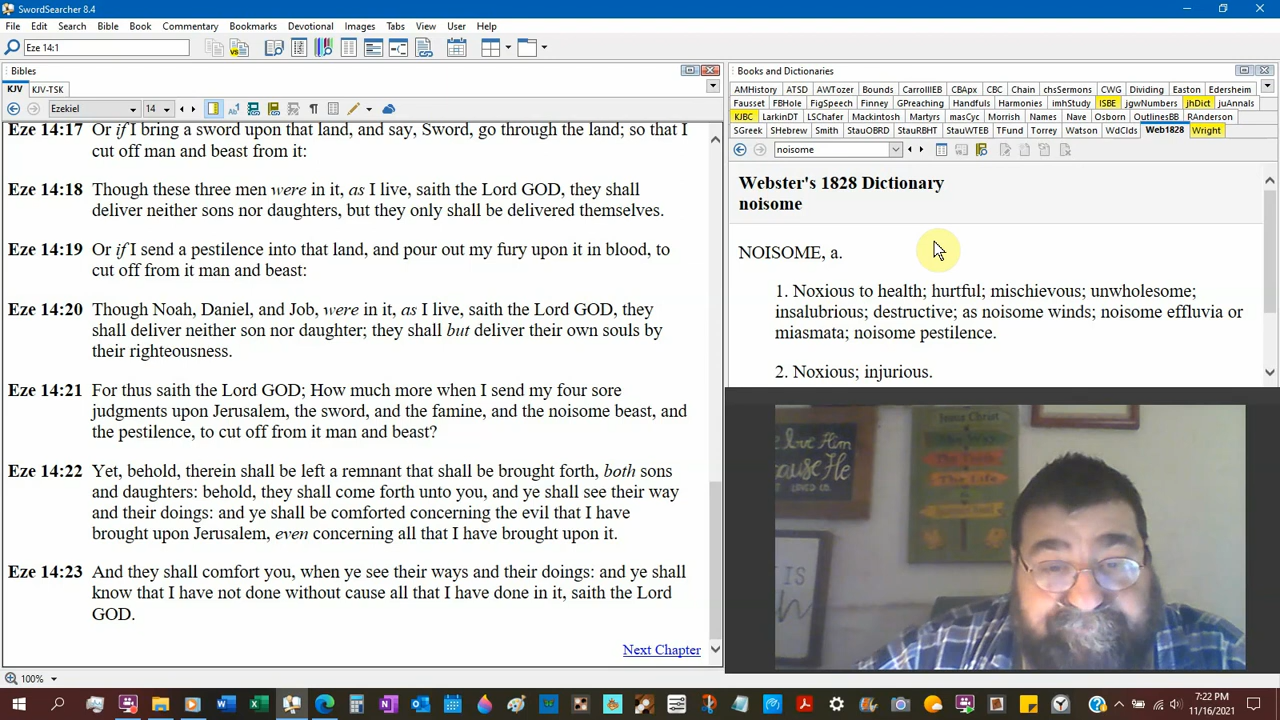 SwordSearcher 8.4
File Edit Search Bible Book Commentary Bookmarks Devotional Images Tabs View User Help
Eze 14:1
Bibles
KJV KJV-TSK
Ezekiel 14
Eze 14:17 Or if I bring a sword upon that land, and say, Sword, go through the land; so that I
cut off man and beast from it:
Eze 14:18 Though these three men were in it, as I live, saith the Lord GOD, they shall
deliver neither sons nor daughters, but they only shall be delivered themselves.
Eze 14:19 Or if I send a pestilence into that land, and pour out my fury upon it in blood, to
cut off from it man and beast:
Eze 14:20 Though Noah, Daniel, and Job, were in it, as I live, saith the Lord GOD, they
shall deliver neither son nor daughter; they shall but deliver their own souls by
their righteousness.
Eze 14:21 For thus saith the Lord GOD; How much more when I send my four sore
judgments upon Jerusalem, the sword, and the famine, and the noisome beast, and
the pestilence, to cut off from it man and beast?
Eze 14:22 Yet, behold, therein shall be left a remnant that shall be brought forth, both sons
and daughters: behold, they shall come forth unto you, and ye shall see their way
and their doings: and ye shall be comforted concerning the evil that I have
brought upon Jerusalem, even concerning all that I have brought upon it.
Eze 14:23 And they shall comfort you, when ye see their ways and their doings: and ye shall
know that I have not done without cause all that I have done in it, saith the Lord
GOD.
Next Chapter
100%
Books and Dictionaries
AMHistory ATSD AWTozer Bounds CarrollIEB CBApx CBC Chain chsSermons CWG Dividing Easton Edersheim
Fausset FBHole FigSpeech Finney GPreaching Handfuls Harmonies imhStudy ISBE jgwNumbers jhDict juAnnals
KJBC LarkinDT LSChafer Mackintosh Martyrs masCyc Morrish Names Nave Osborn OutlinesBB RAnderson
SGreek SHebrew Smith StauOBRD StauRBHT StauWTEB TFund Torrey Watson WdClds Web1828 Wright
noisome
Webster's 1828 Dictionary
noisome
NOISOME, a.
1. Noxious to health; hurtful; mischievous; unwholesome;
insalubrious; destructive; as noisome winds; noisome effluvia or
miasmata; noisome pestilence.
2. Noxious; injurious.
love Him
cause He
LOVED US.
Jesus Christ
The Truth
The Life
7:22 PM
11/16/2021